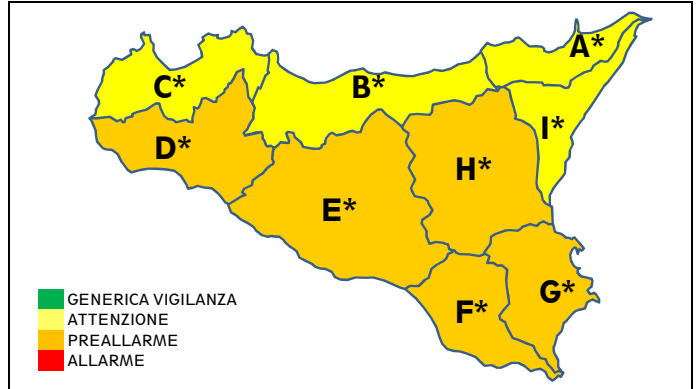 A*
C*
B*
I*
D*
H*
E*
G*
F*
GENERICA VIGILANZA
ATTENZIONE
PREALLARME
ALLARME